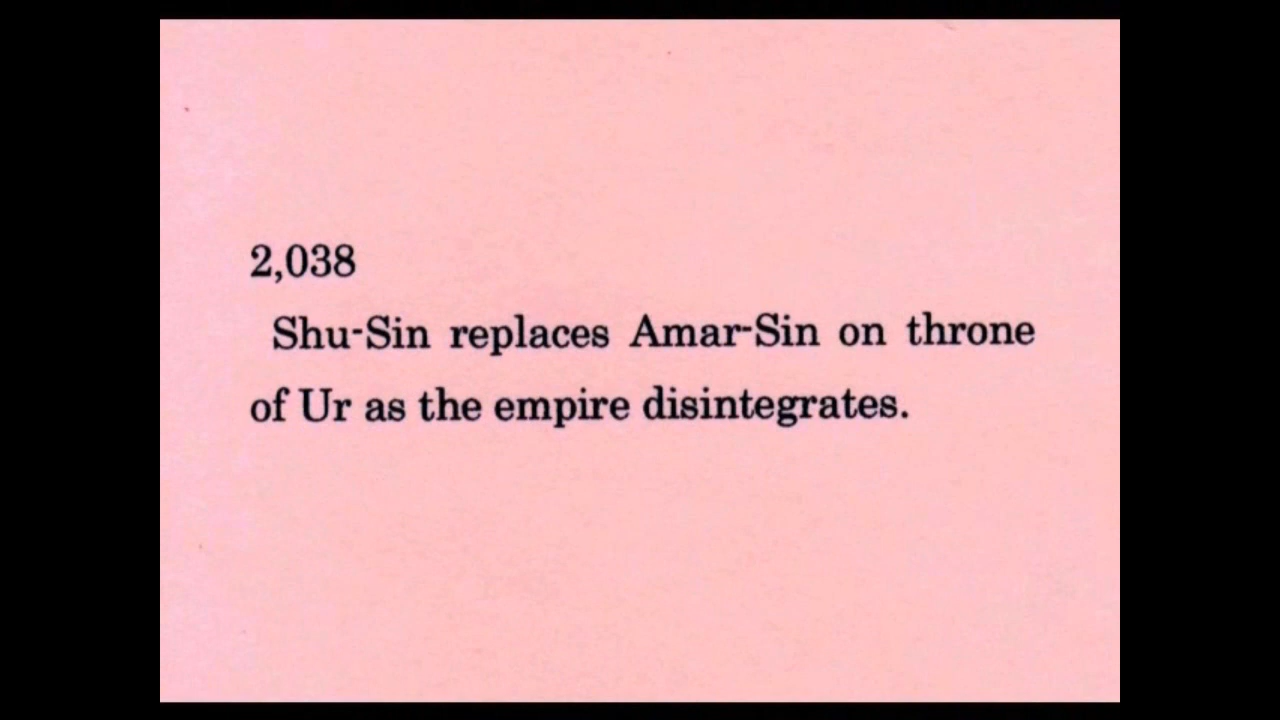 2,038
Shu-Sin replaces Amar-Sin on throne
of Ur as the empire disintegrates.